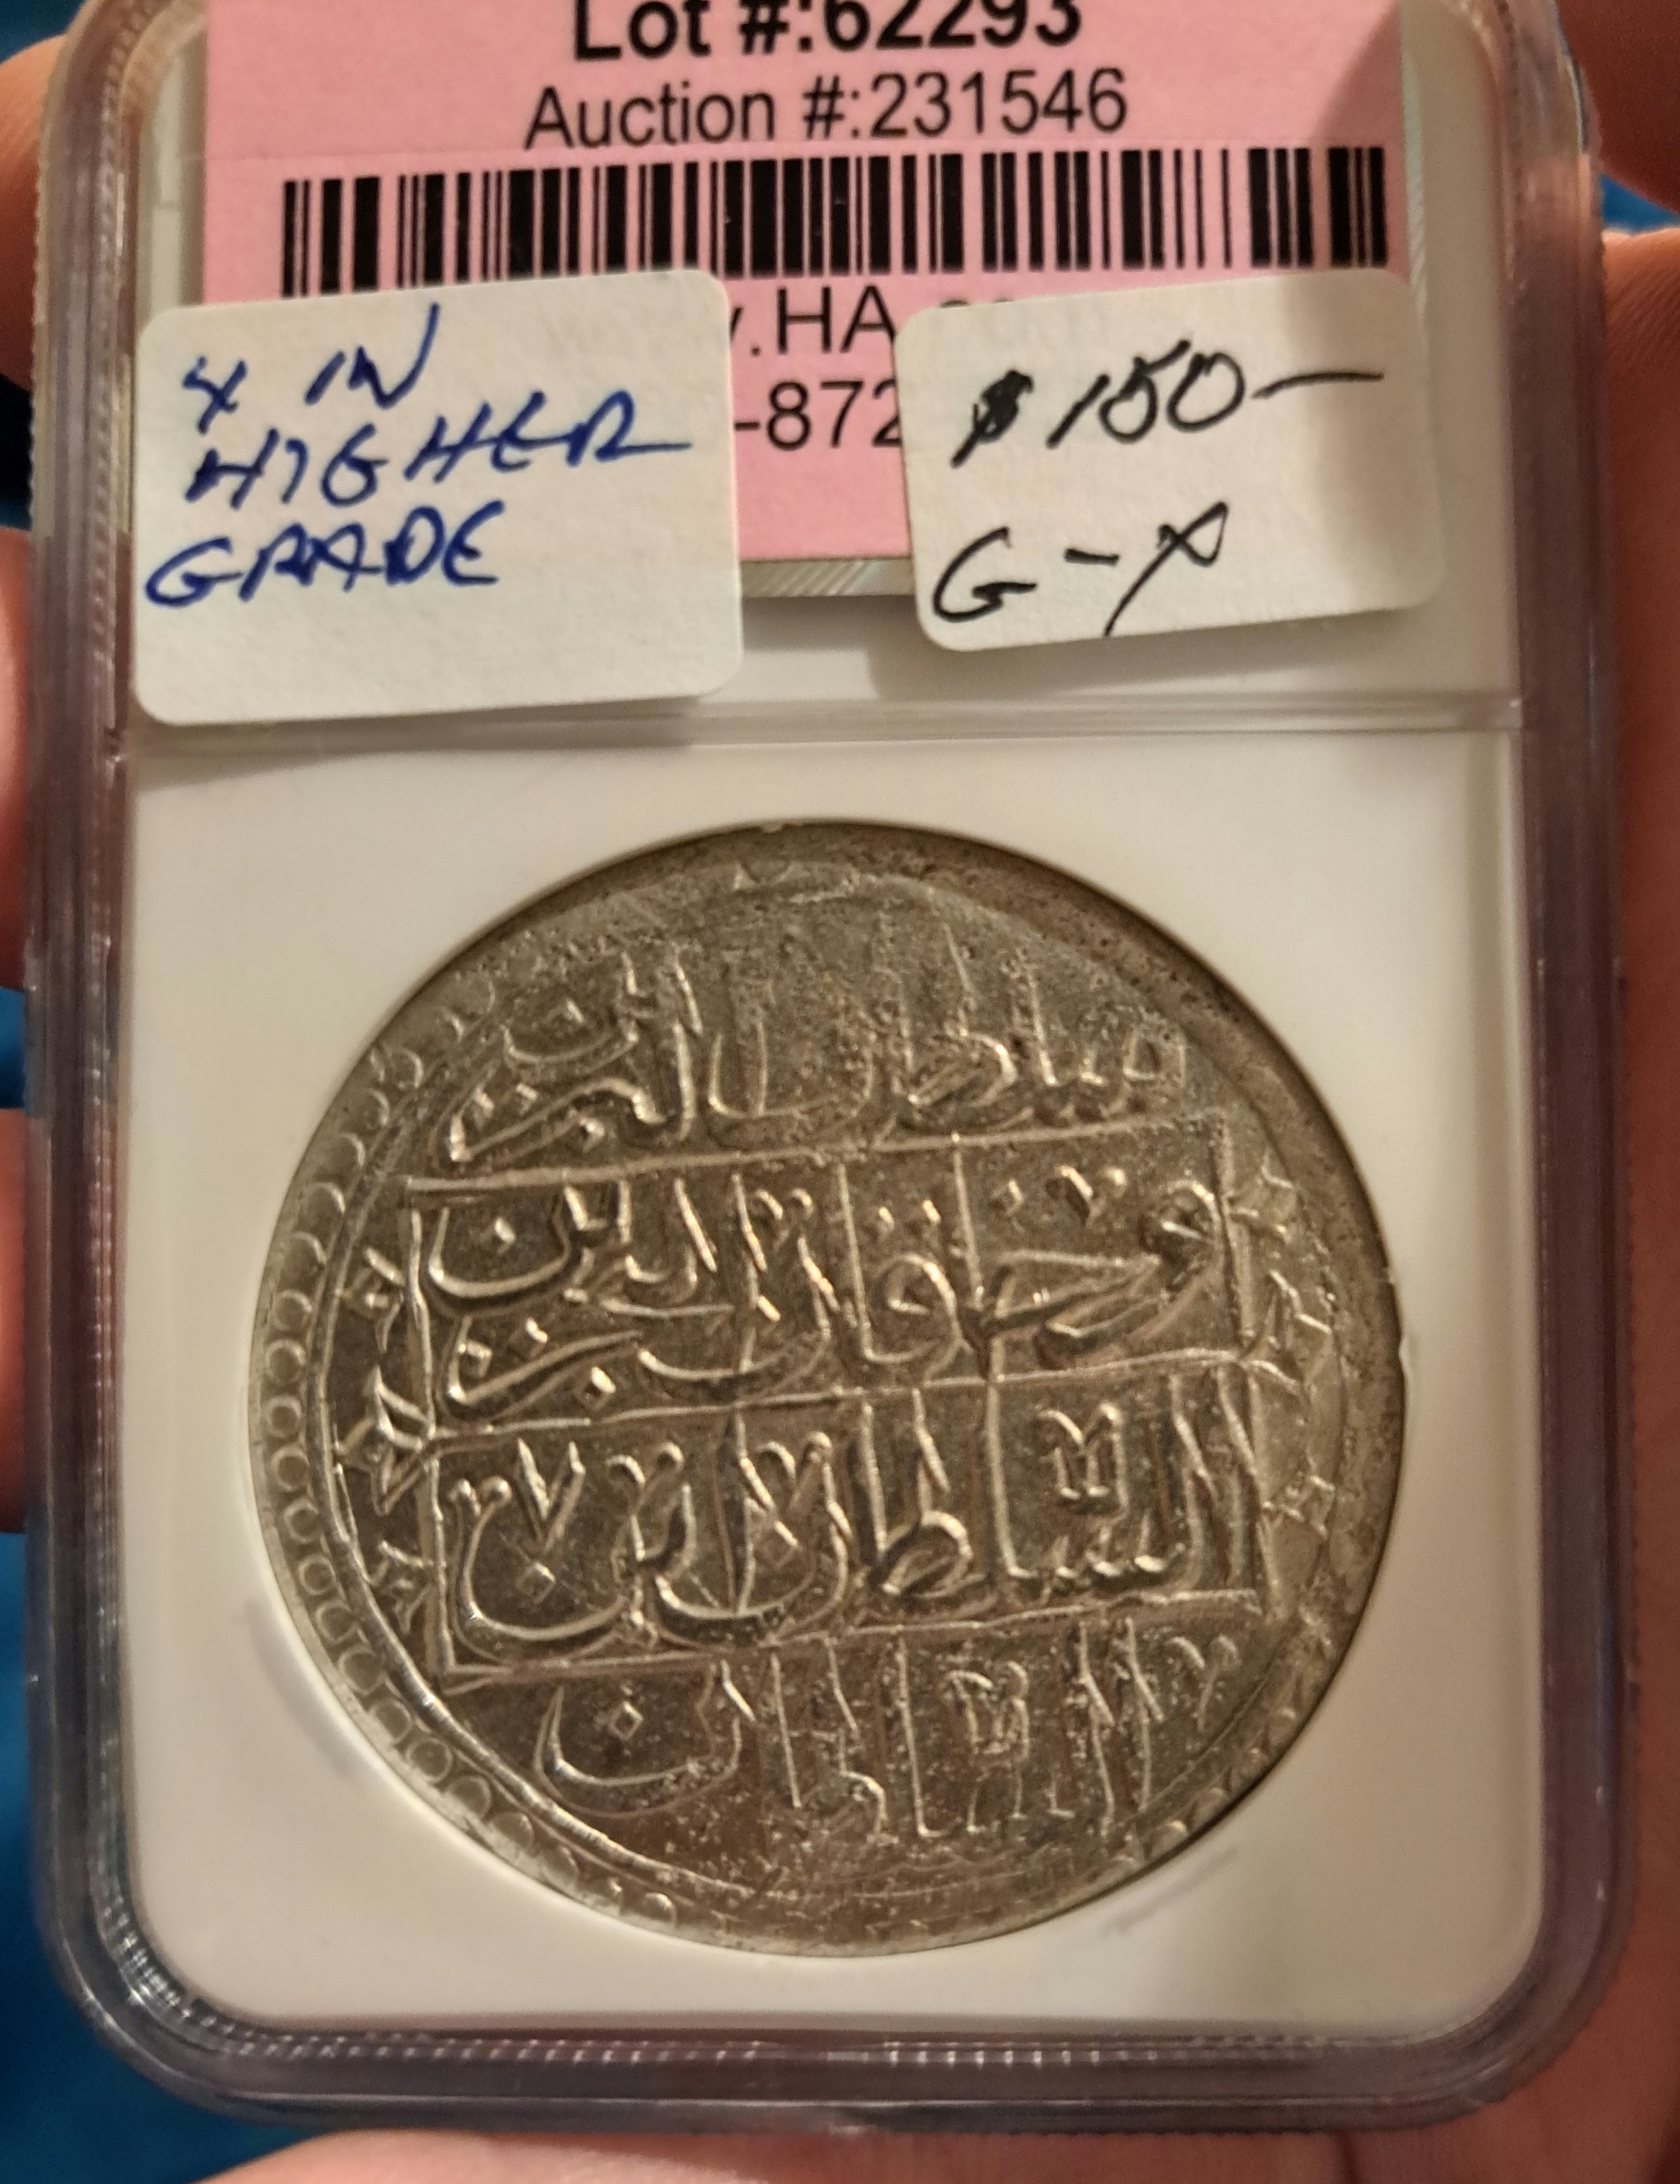 Lot #:62293
Auction #:231546
.HA.
-872
4 IN
HIGHER
GRADE
$150-
سلطان البرين
وخاقان البحرين
السلطان ابن
السلطان